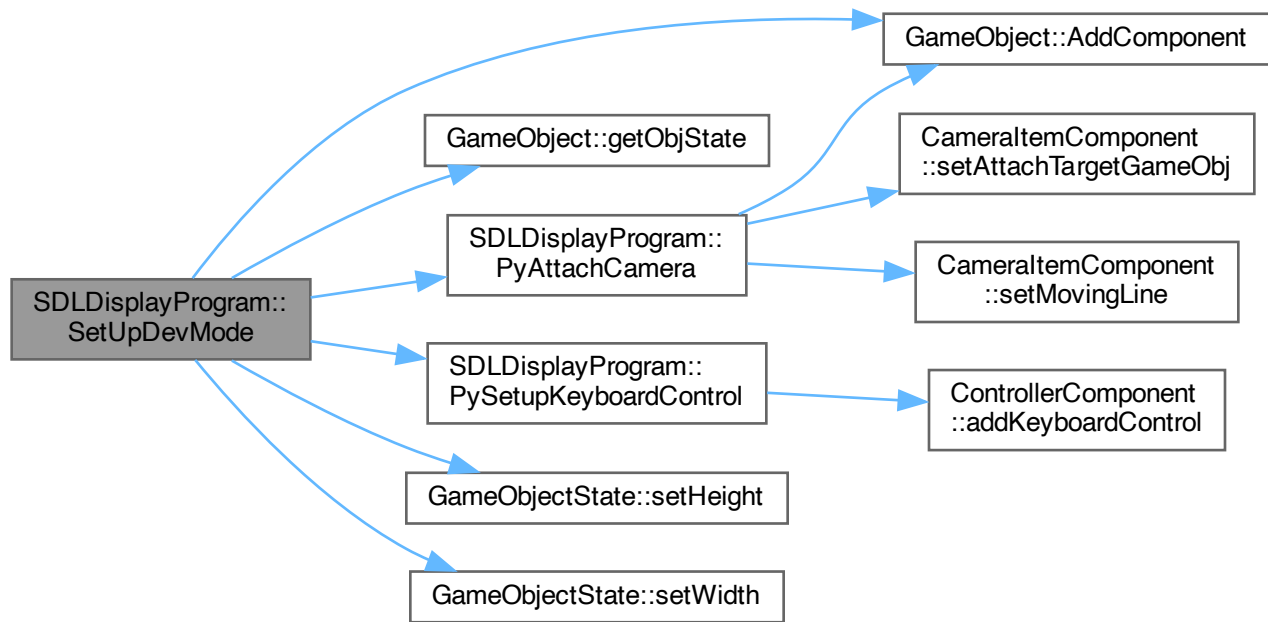 SDLDisplayProgram::
SetUpDevMode
GameObject::AddComponent
GameObject::getObjState
SDLDisplayProgram::
PyAttachCamera
CameraItemComponent
::setAttachTargetGameObj
CameraItemComponent
::setMovingLine
SDLDisplayProgram::
PySetupKeyboardControl
ControllerComponent
::addKeyboardControl
GameObjectState::setHeight
GameObjectState::setWidth